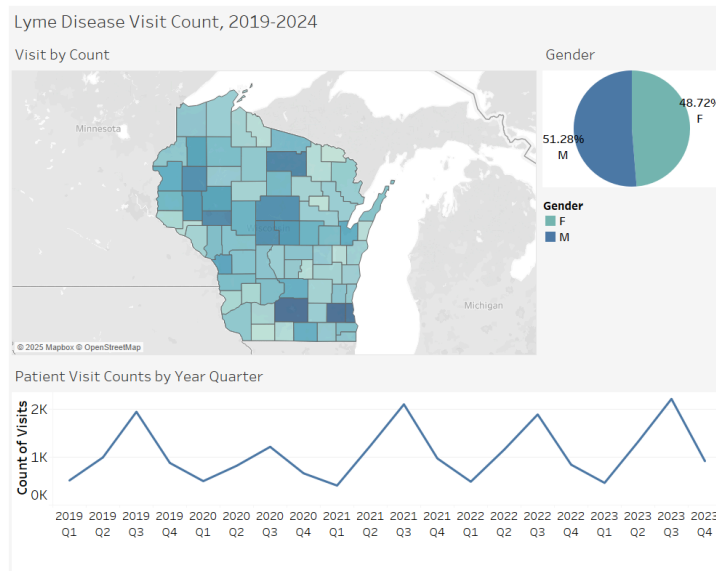 Lyme Disease Visit Count, 2019-2024
Visit by Count
Gender
Minnesota
Michigan
© 2025 Mapbox © OpenStreetMap
48.72%
F
51.28%
M
Gender
F
M
Patient Visit Counts by Year Quarter
Count of Visits
2K
1K
0K
2019 2019 2019 2019 2020 2020 2020 2020 2021 2021 2021 2021 2022 2022 2022 2022 2023 2023 2023 2023
Q1 Q2 Q3 Q4 Q1 Q2 Q3 Q4 Q1 Q2 Q3 Q4 Q1 Q2 Q3 Q4 Q1 Q2 Q3 Q4